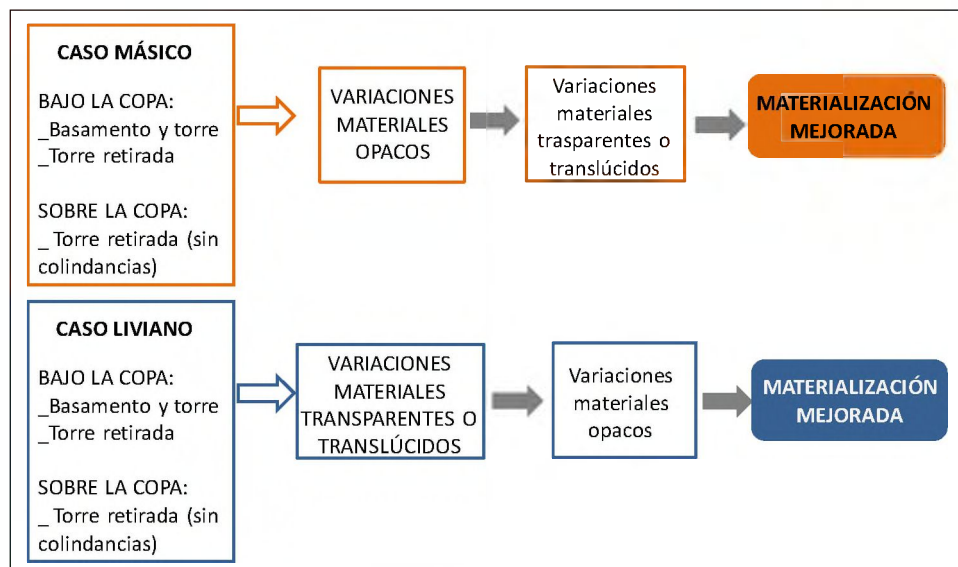 CASO MÁSICO
BAJO LA COPA:
_Basamento y torre
_Torre retirada
SOBRE LA COPA:
_ Torre retirada (sin
colindancias)
VARIACIONES
MATERIALES
OPACOS
Variaciones
materiales
trasparentes o
translúcidos
MATERIALIZACIÓN
MEJORADA
CASO LIVIANO
BAJO LA COPA:
_Basamento y torre
_Torre retirada
SOBRE LA COPA:
_ Torre retirada (sin
colindancias)
VARIACIONES
MATERIALES
TRANSPARENTES O
TRANSLÚCIDOS
Variaciones
materiales
opacos
MATERIALIZACIÓN
MEJORADA